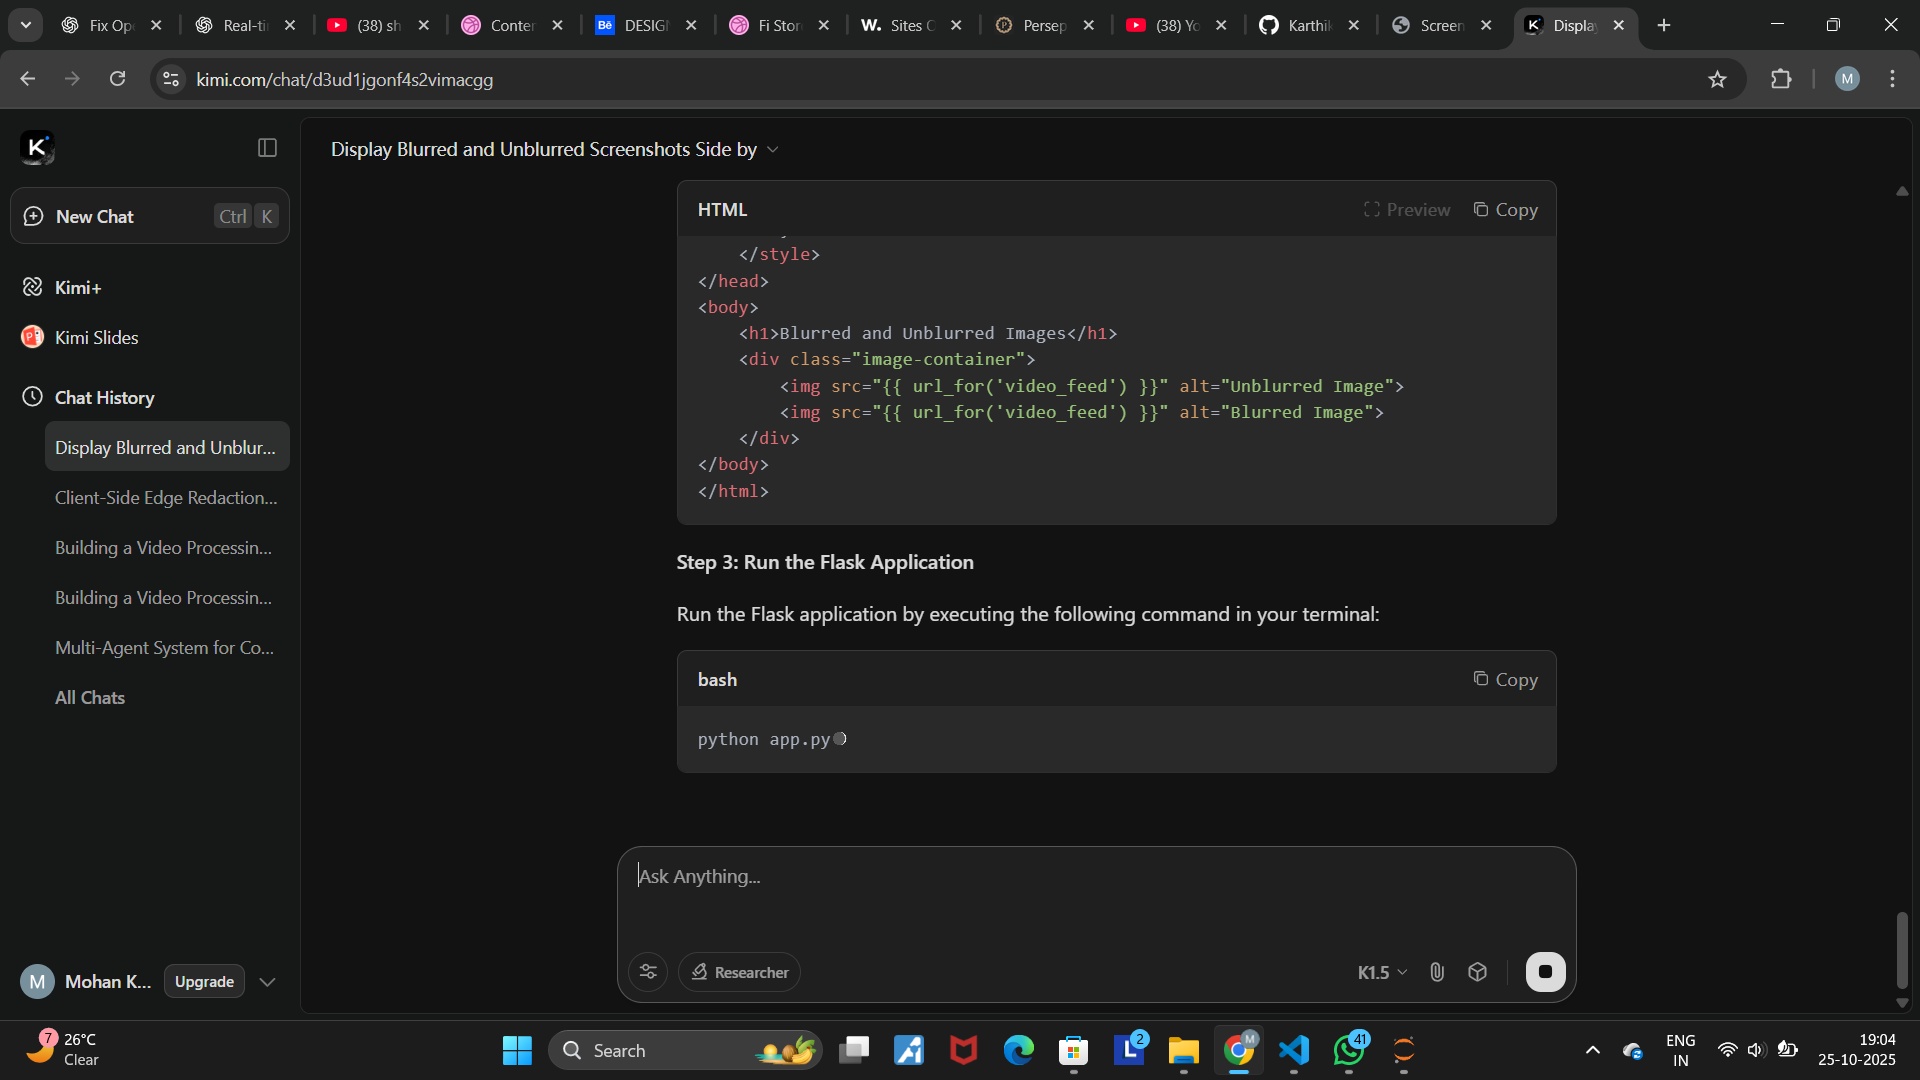 Fix Op
Real-ti
(38) sh
Conter
Bē DESIGN
Fi Stor
W. Sites C
Persep
(38) Yo
Karthik
Screen
Displa
kimi.com/chat/d3ud1jgonf4s2vimacgg
M
K
Display Blurred and Unblurred Screenshots Side by
New Chat
Ctrl K
Kimi+
Kimi Slides
Chat History
Display Blurred and Unblur...
Client-Side Edge Redaction...
Building a Video Processin...
Building a Video Processin...
Multi-Agent System for Co...
All Chats
HTML
Preview
Copy
</style>
</head>
<body>
<h1>Blurred and Unblurred Images</h1>
<div class="image-container">
<img src="{{ url_for('video_feed') }}" alt="Unblurred Image">
<img src="{{ url_for('video_feed') }}" alt="Blurred Image">
</div>
</body>
</html>
Step 3: Run the Flask Application
Run the Flask application by executing the following command in your terminal:
bash
Copy
python app.py
Ask Anything...
Researcher
K1.5
M Mohan K...
Upgrade
7 26°C
Clear
Search
L 2
M
41
ENG
IN
19:04
25-10-2025